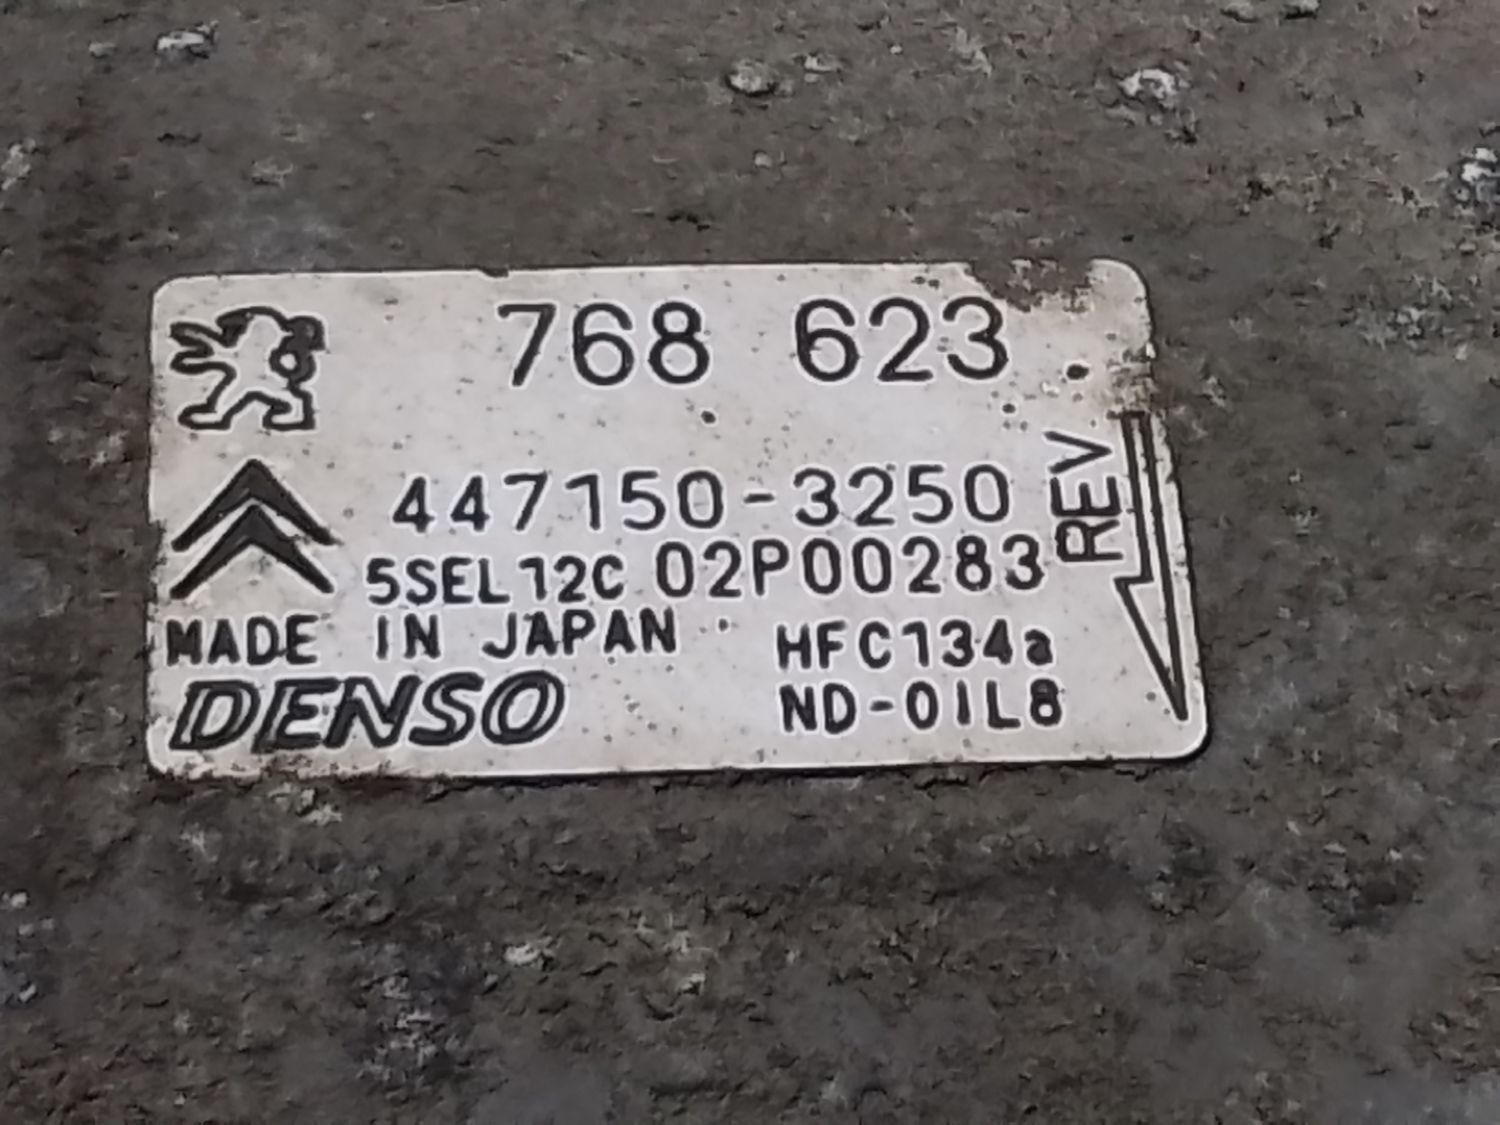 768 623
447150-3250
5SEL12C 02P00283
MADE IN JAPAN
HFC134a
DENSO
ND-OIL8
REV